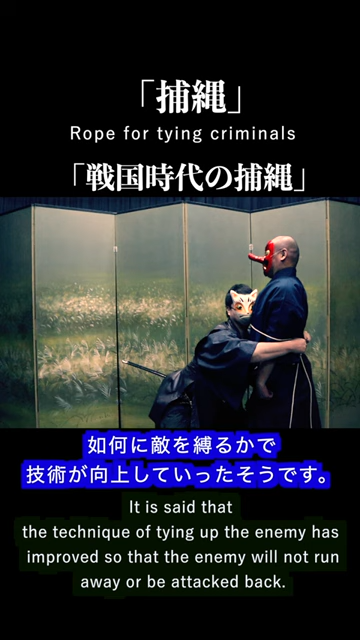 「捕縄」
Rope for tying criminals
「戦国時代の捕縄」
如何に敵を縛るかで
技術が向上していったそうです。
It is said that
the technique of tying up the enemy has
improved so that the enemy will not run
away or be attacked back.